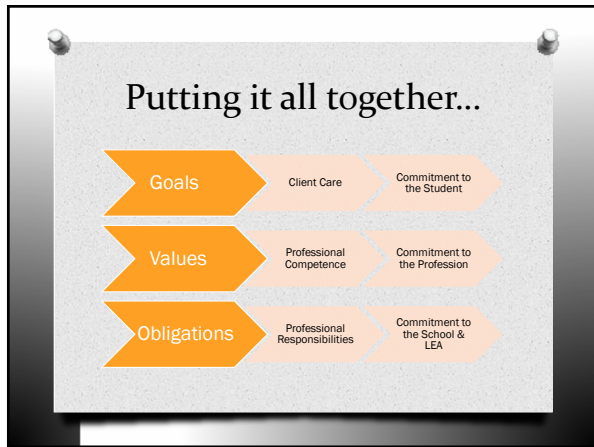 Putting it all together...
Goals
Client Care
Commitment to
the Student
Values
Professional
Competence
Commitment to
the Profession
Obligations
Professional
Responsibilities
Commitment to
the School &
LEA